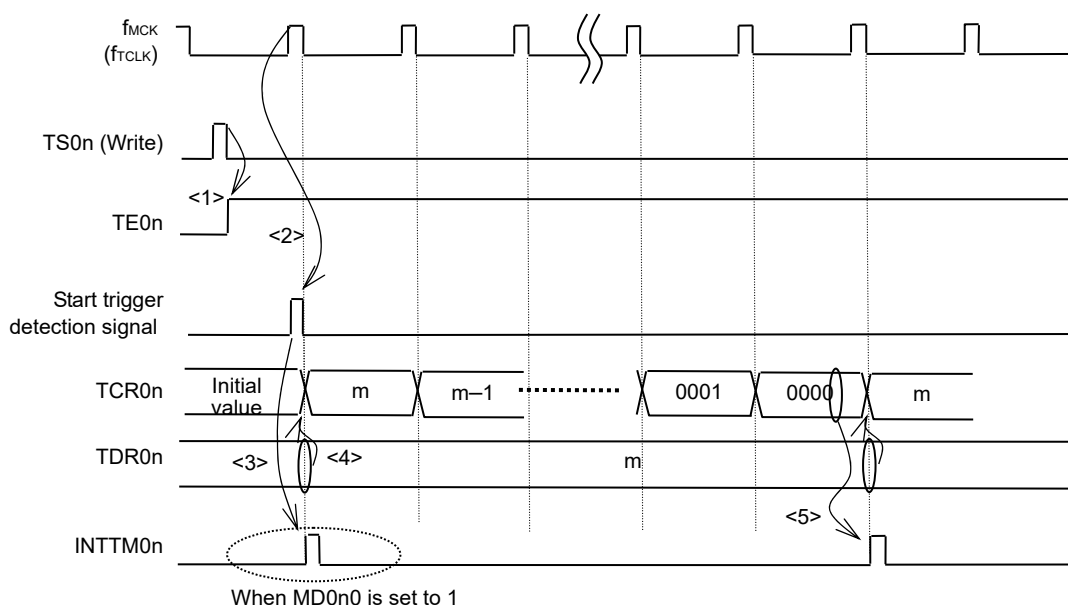 fMCK
(fTCLK)
TS0n (Write)
<1>
TE0n
<2>
Start trigger
detection signal
TCR0n
Initial
value
m
m–1
0001
0000
m
TDR0n
<3>
<4>
m
<5>
INTTM0n
When MD0n0 is set to 1